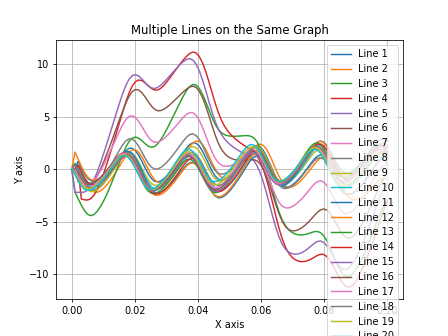 Multiple Lines on the Same Graph
Y axis
10
5
0
−5
−10
0.00
0.02
0.04
0.06
X axis
Line 1
Line 2
Line 3
Line 4
Line 5
Line 6
Line 7
Line 8
Line 9
Line 10
Line 11
Line 12
Line 13
Line 14
Line 15
Line 16
Line 17
Line 18
Line 19
Line 20